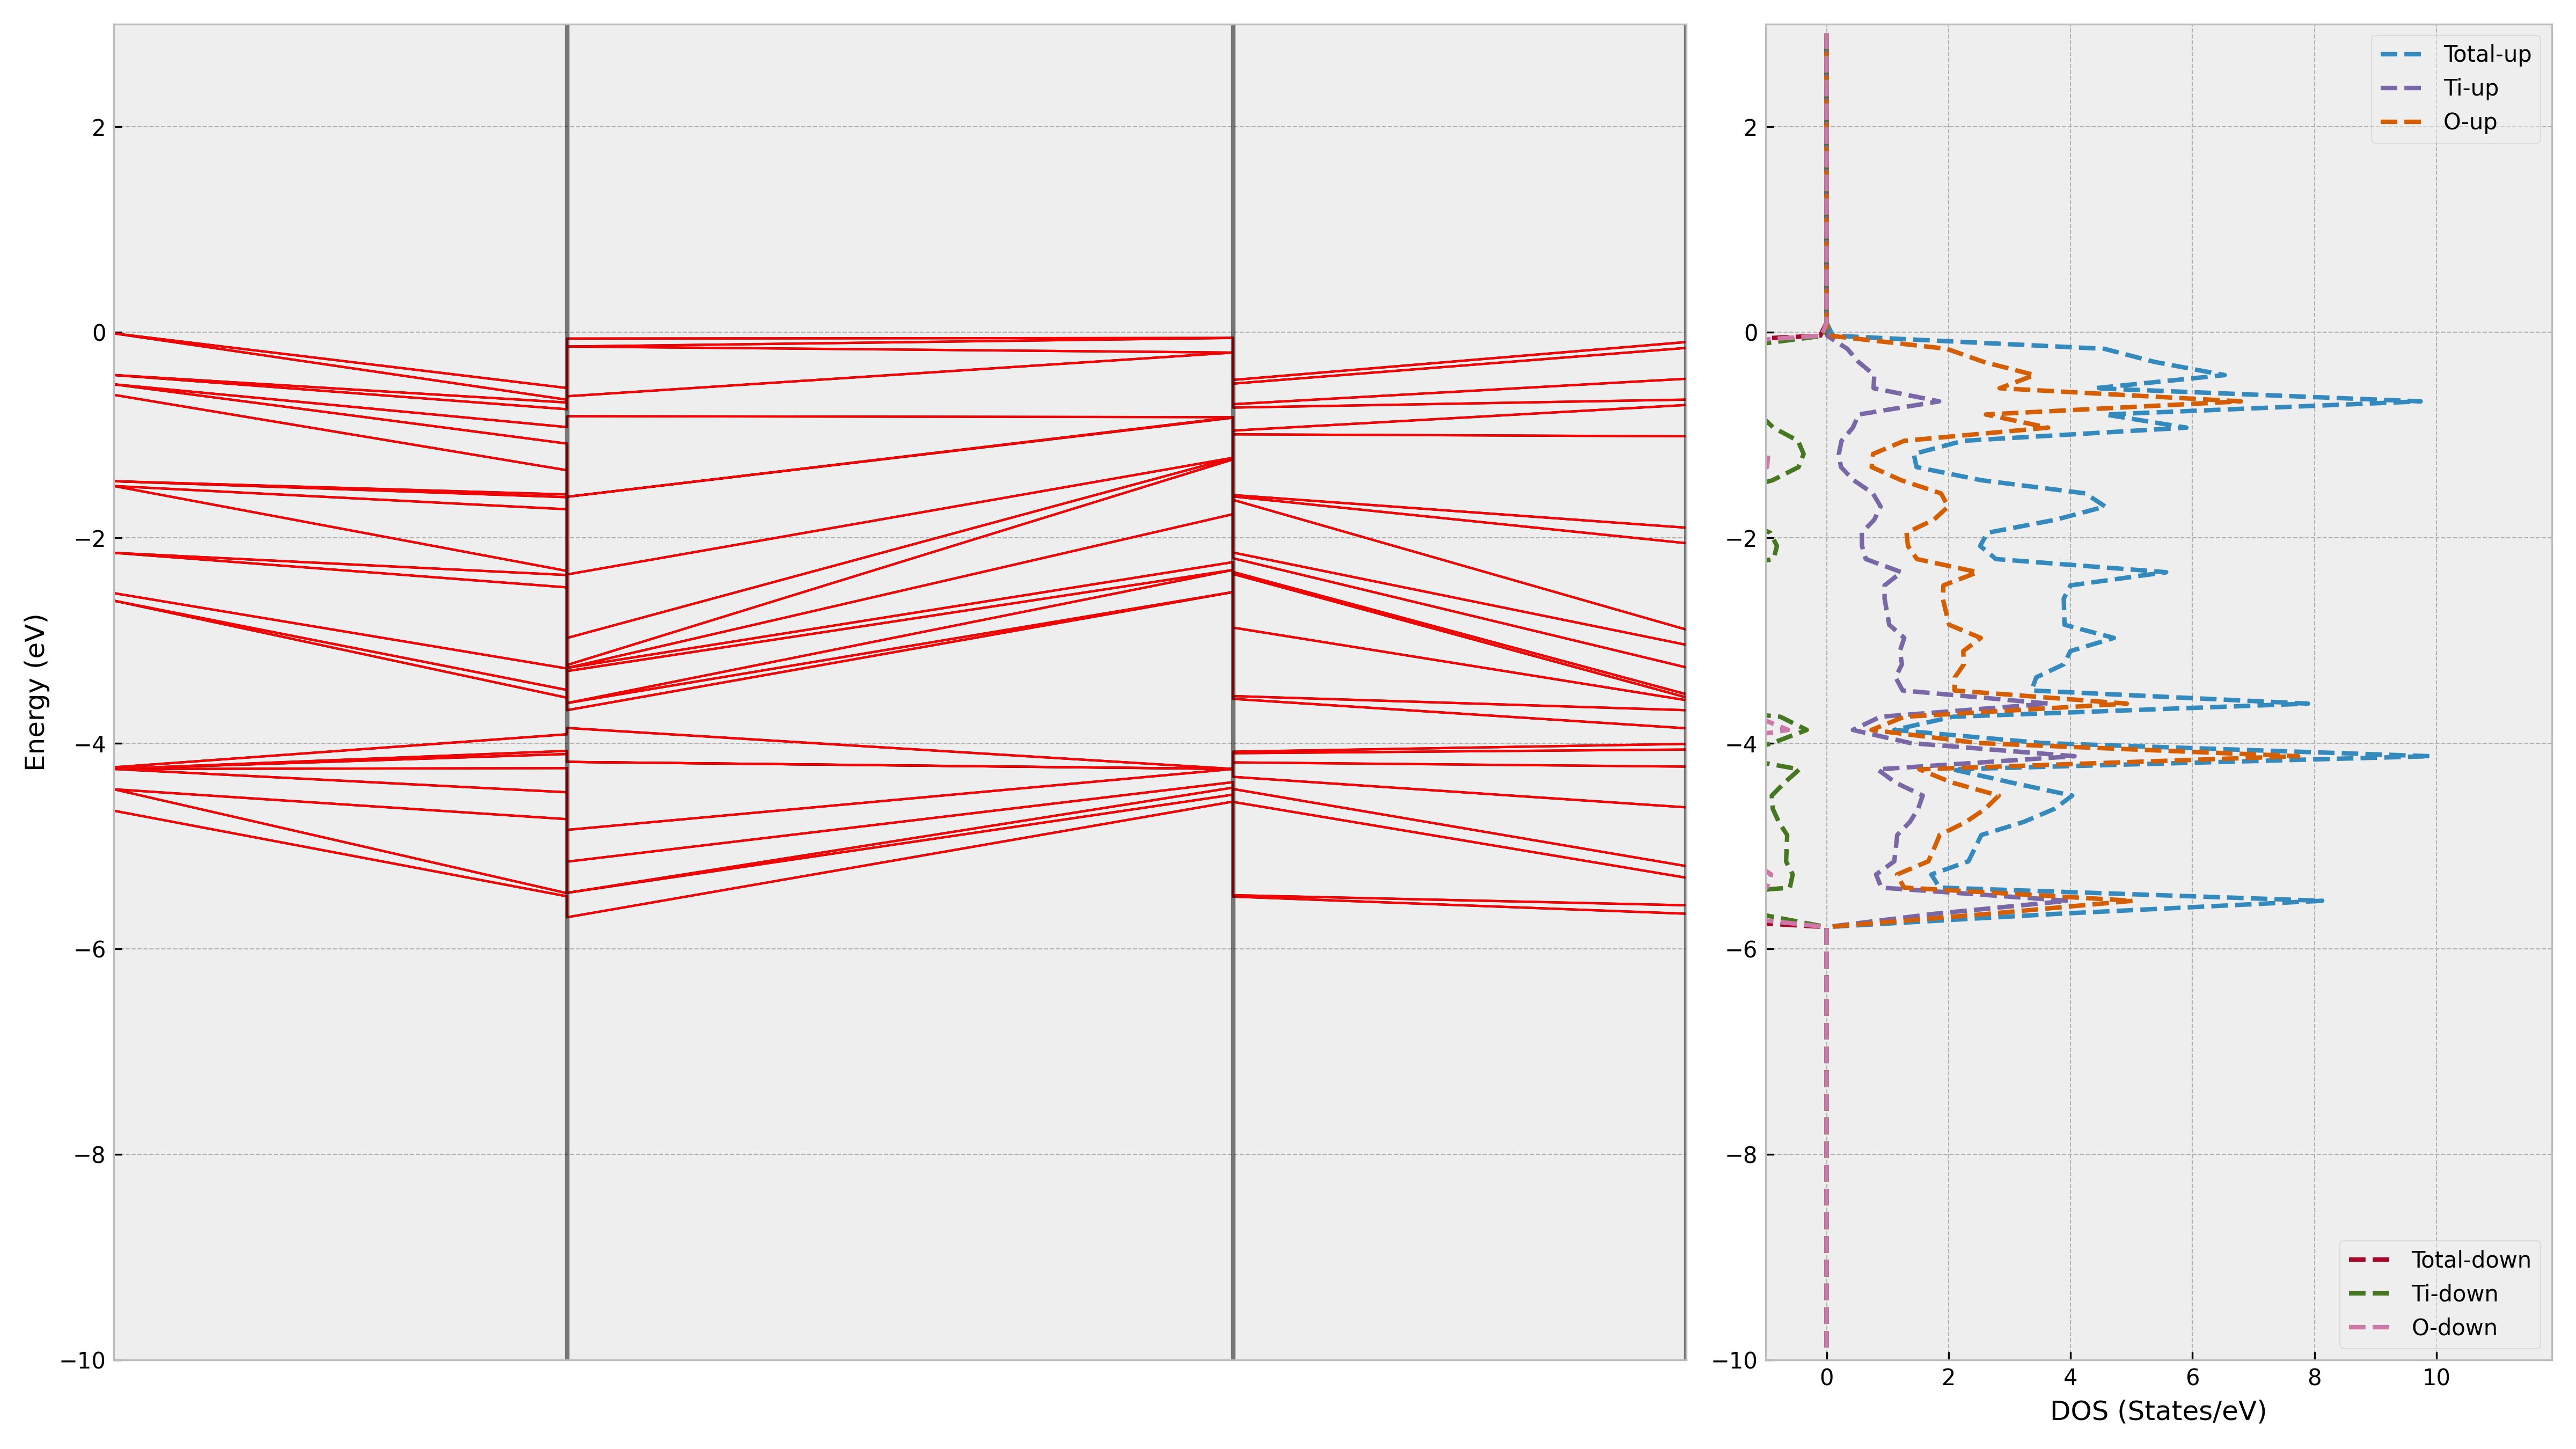 Energy (eV)
2
0
−2
−4
−6
−8
−10
2
0
−2
−4
−6
−8
−10
Total-up
Ti-up
O-up
Total-down
Ti-down
O-down
0 2 4 6 8 10
DOS (States/eV)